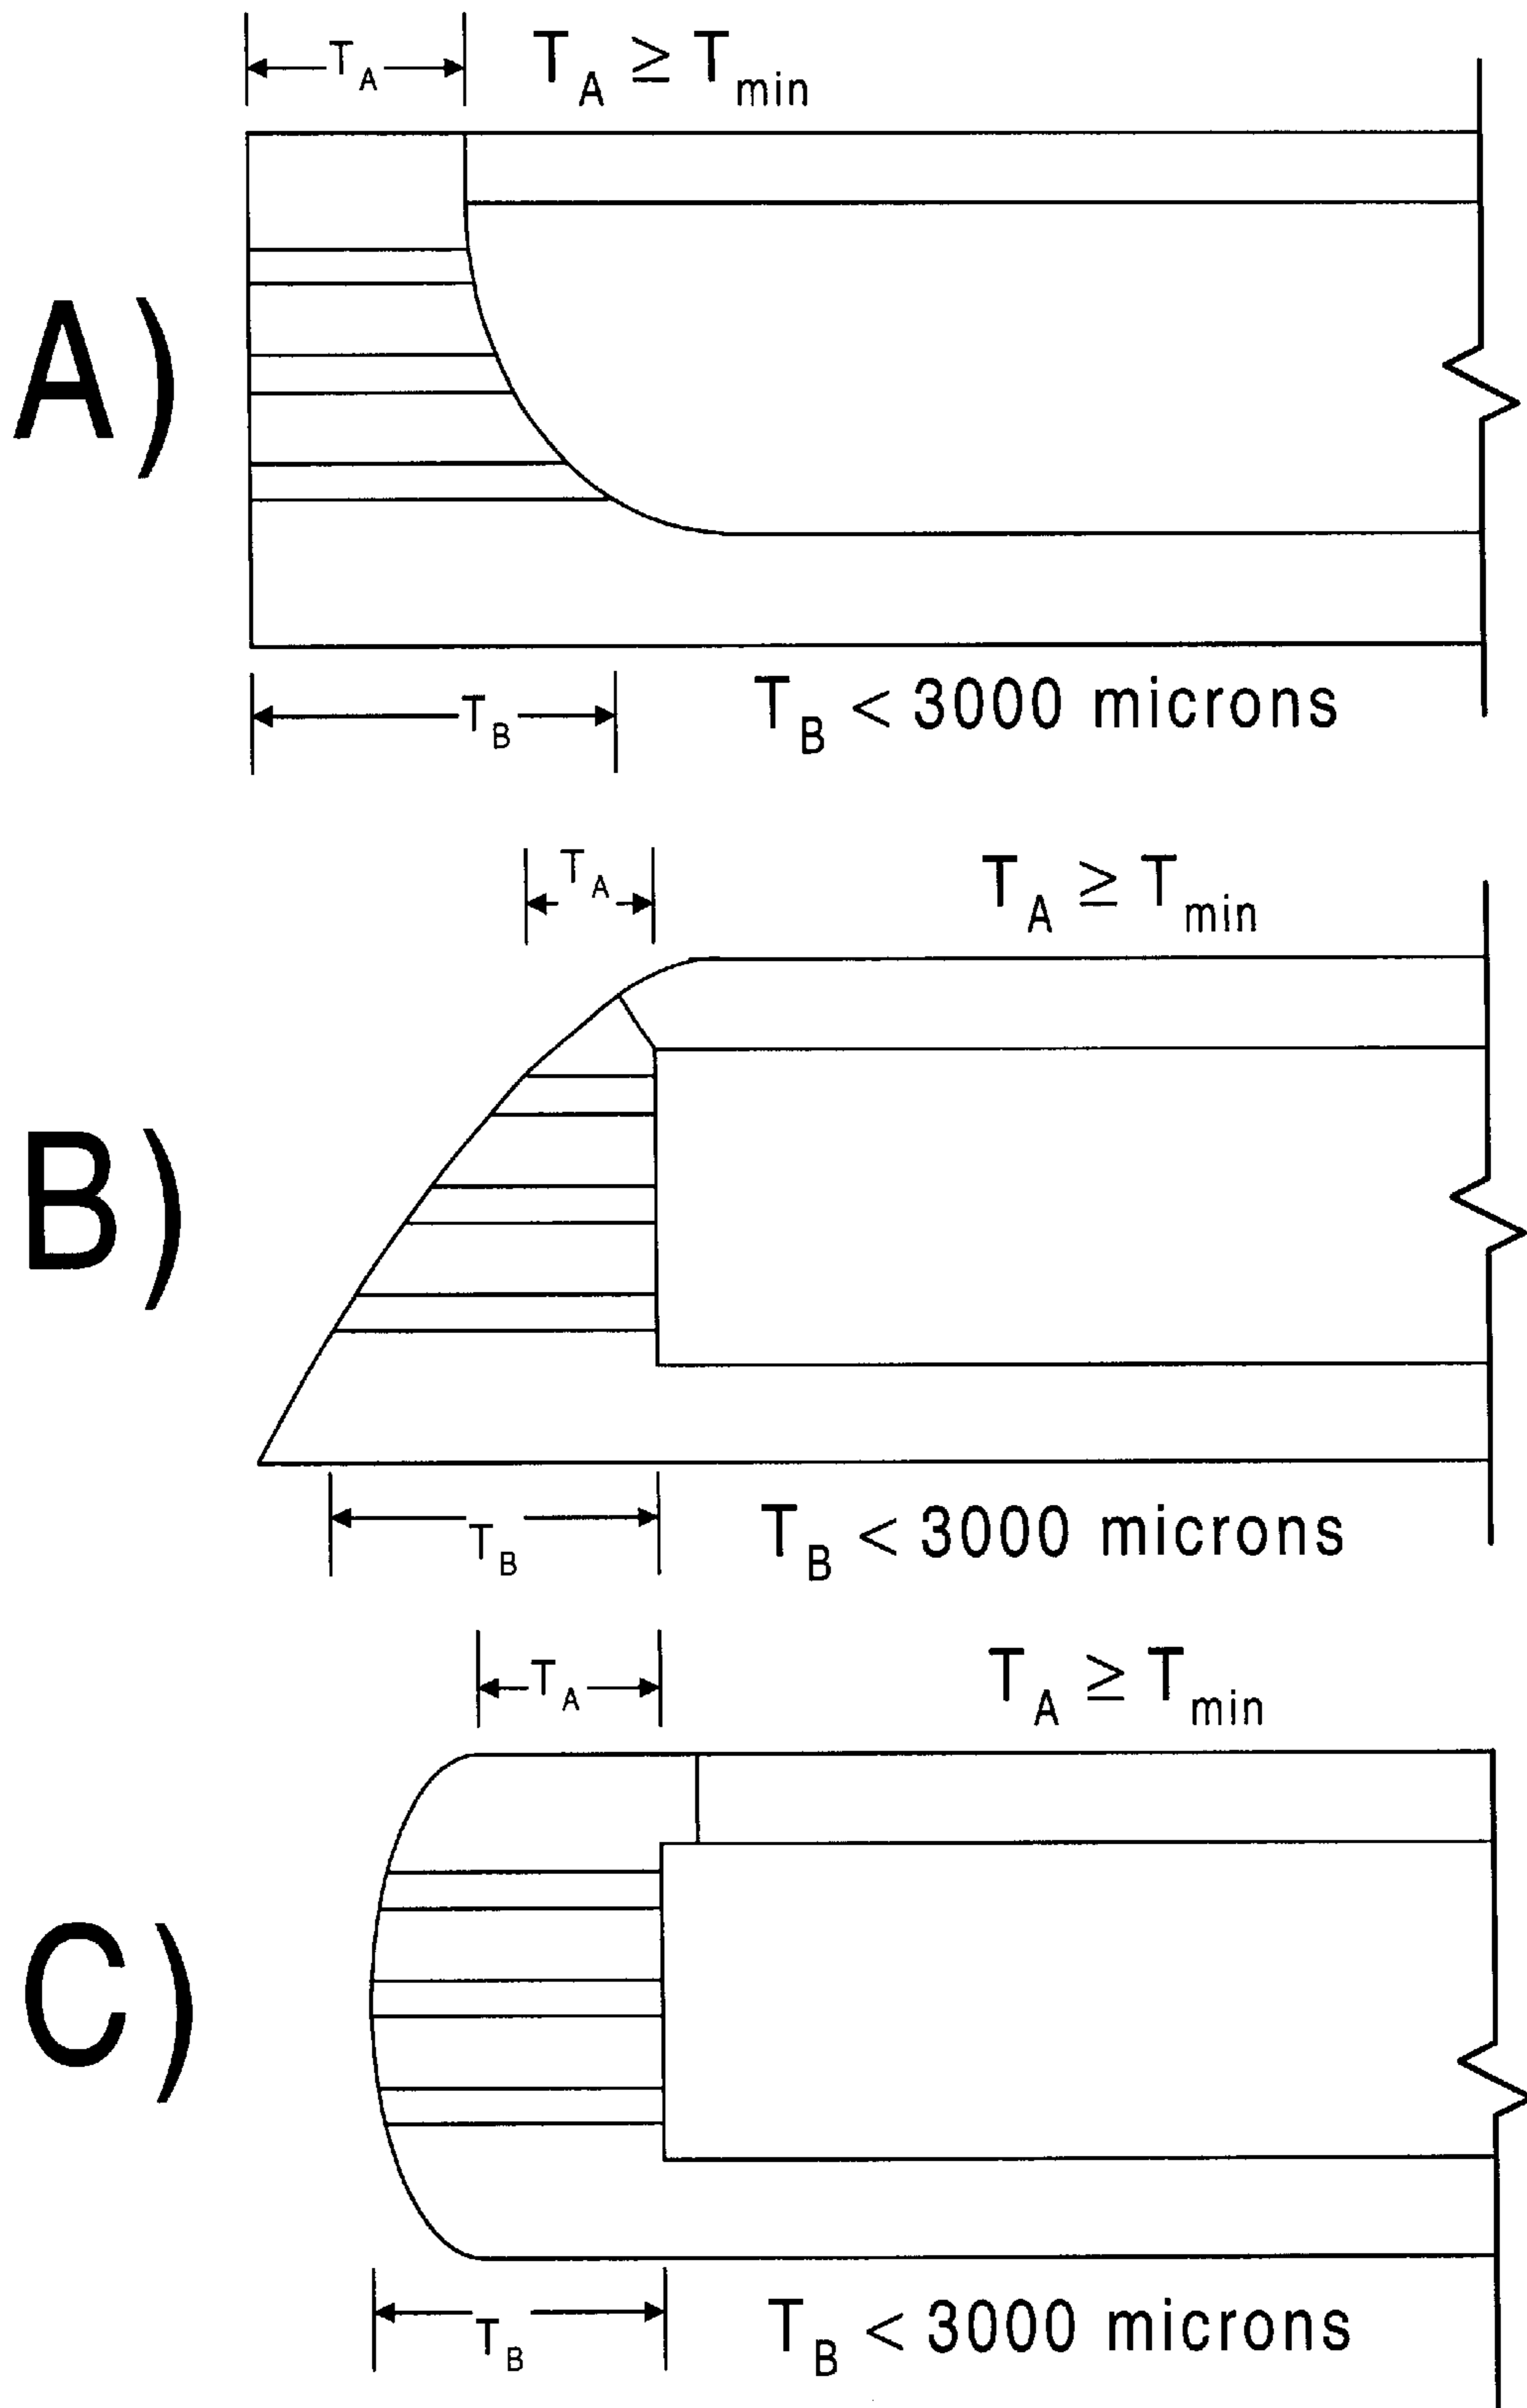 T_A T_A ≥ T_min
A)
T_B T_B < 3000 microns
T_A T_A ≥ T_min
B)
T_B T_B < 3000 microns
T_A T_A ≥ T_min
C)
T_B T_B < 3000 microns